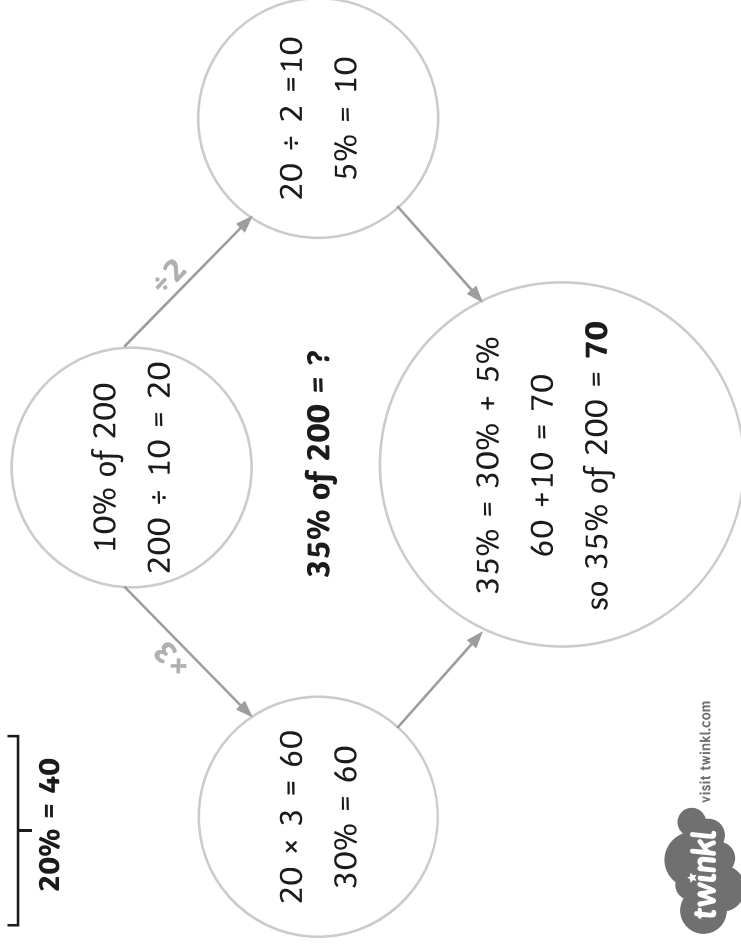 20% = 40
10% of 200
200 ÷ 10 = 20
×3
÷2
35% of 200 = ?
20 × 3 = 60
30% = 60
20 ÷ 2 =10
5% = 10
35% = 30% + 5%
60 +10 = 70
so 35% of 200 = 70
twinkl
visit twinkl.com